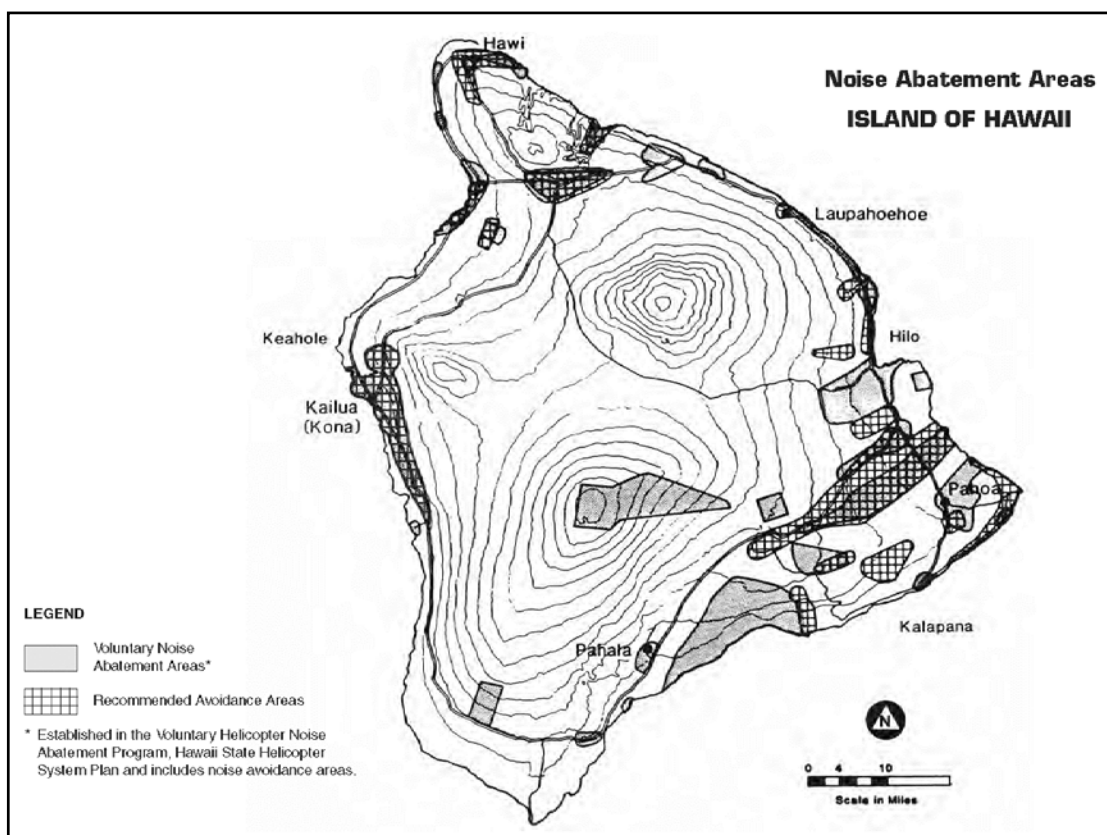 Noise Abatement Areas
ISLAND OF HAWAII
Hawi
Laupahoehoe
Keahole
Hilo
Kailua
(Kona)
Pahoa
Kalapana
Pahala
LEGEND
Voluntary Noise
Abatement Areas*
Recommended Avoidance Areas
* Established in the Voluntary Helicopter Noise
Abatement Program, Hawaii State Helicopter
System Plan and includes noise avoidance areas.
N
0 4 6 10
Scale in Miles